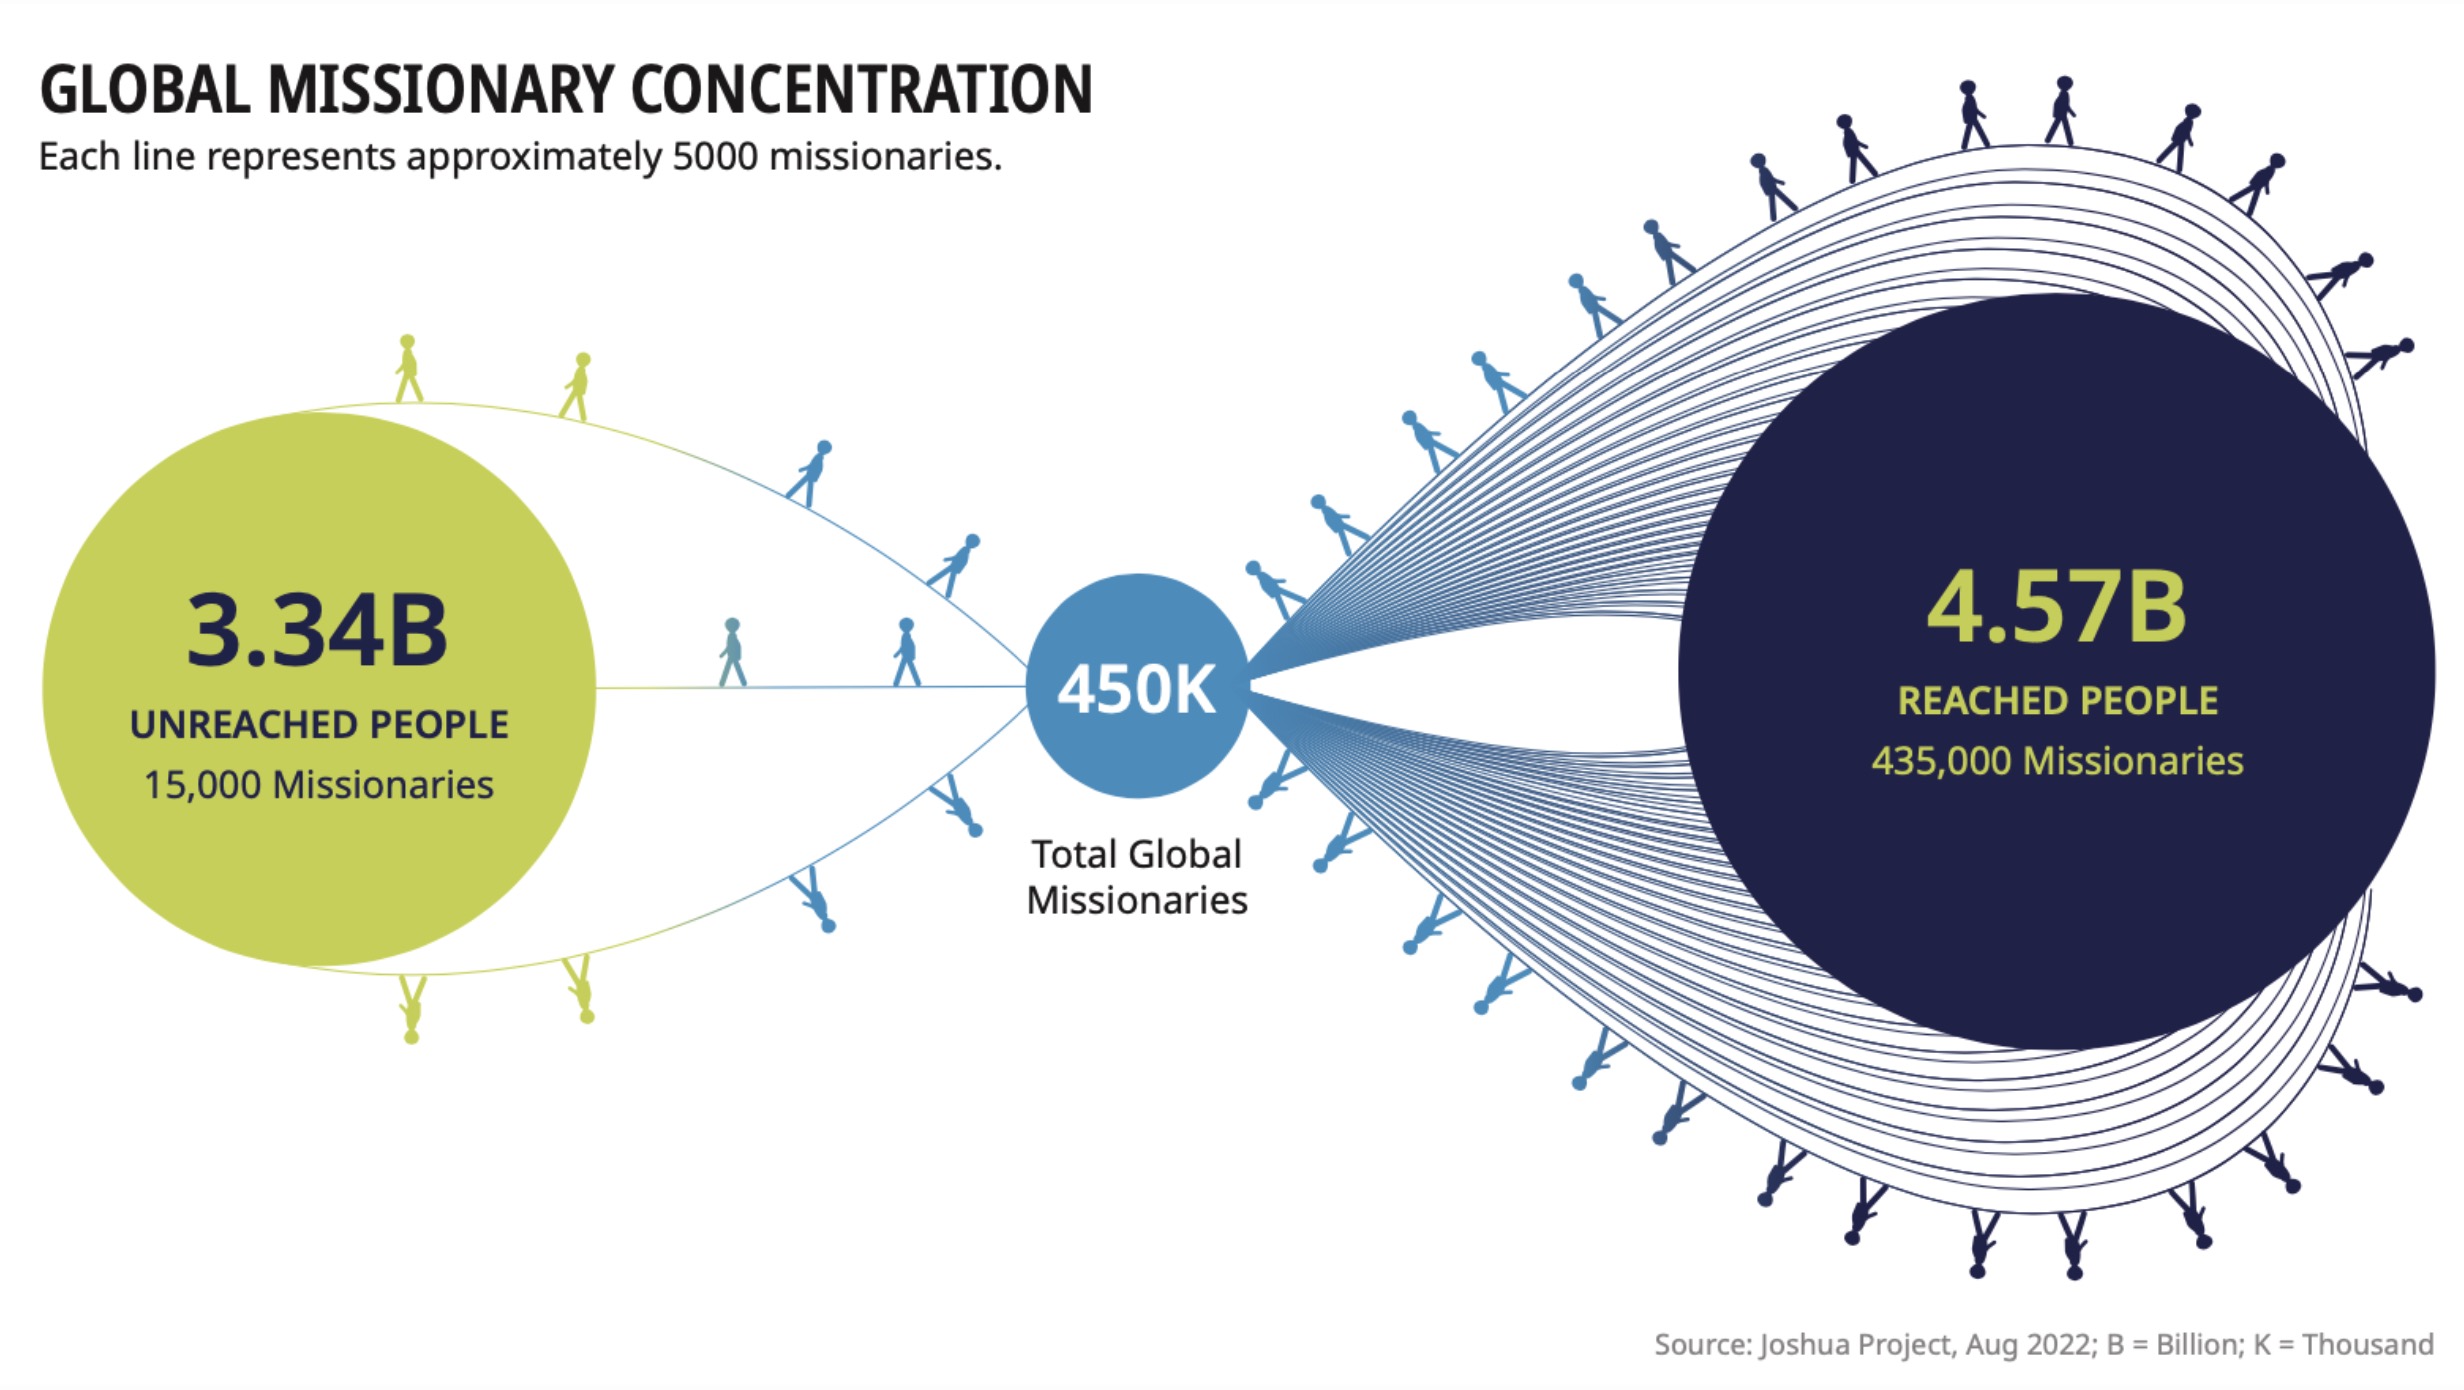 GLOBAL MISSIONARY CONCENTRATION
Each line represents approximately 5000 missionaries.
3.34B
UNREACHED PEOPLE
15,000 Missionaries
450K
Total Global
Missionaries
4.57B
REACHED PEOPLE
435,000 Missionaries
Source: Joshua Project, Aug 2022; B = Billion; K = Thousand